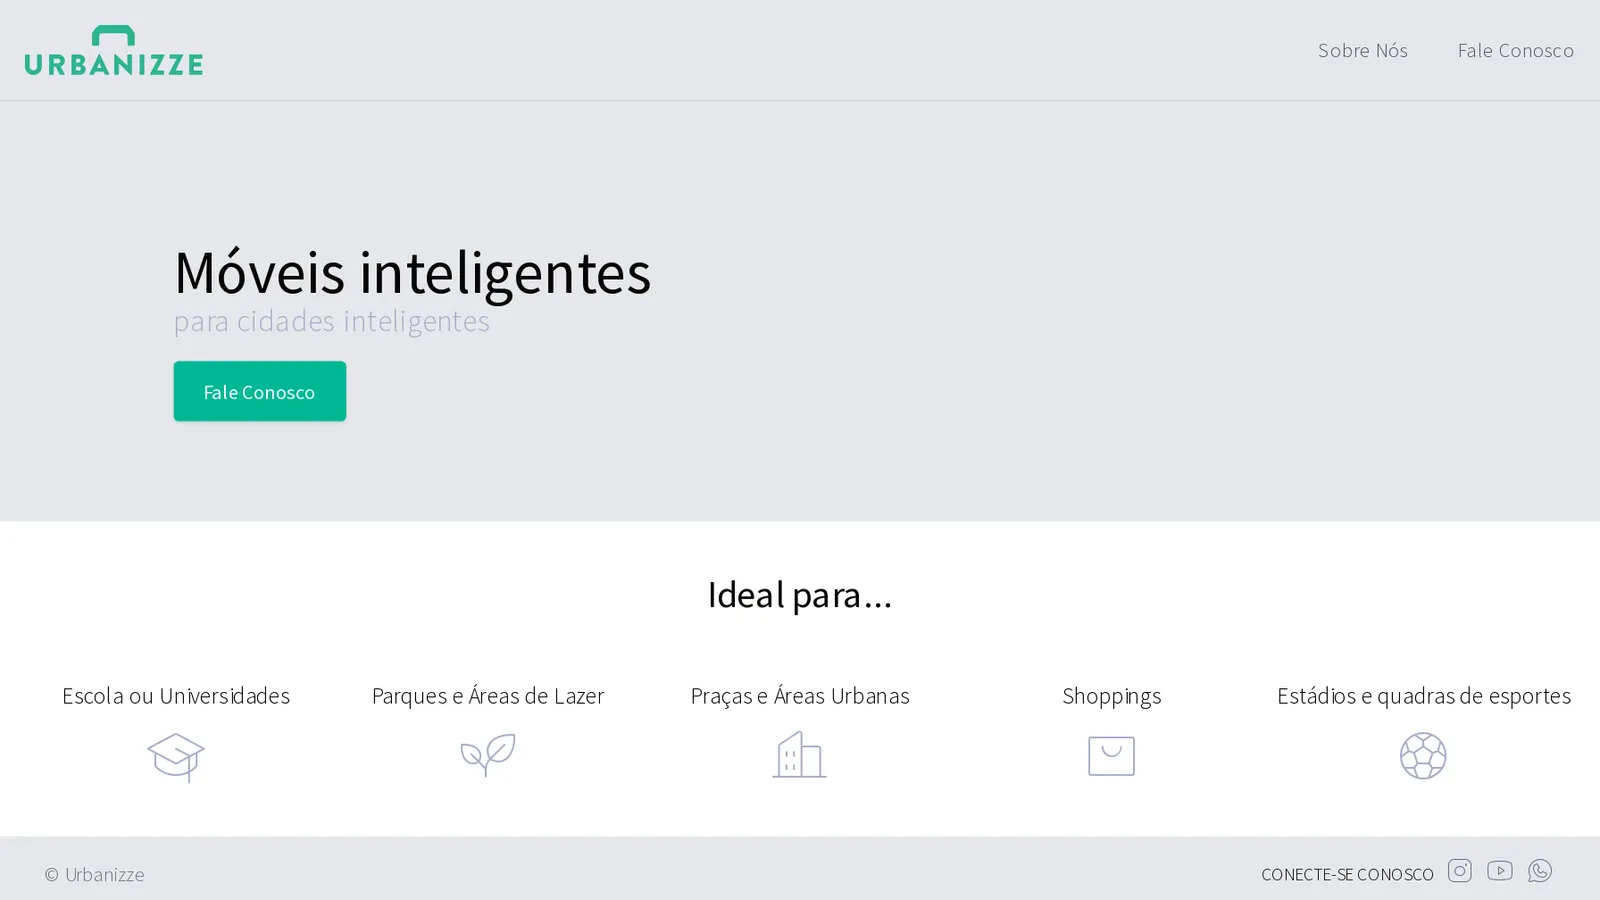 URBANIZZE
Sobre Nós
Fale Conosco
Móveis inteligentes
para cidades inteligentes
Fale Conosco
Ideal para...
Escola ou Universidades
Parques e Áreas de Lazer
Praças e Áreas Urbanas
Shoppings
Estádios e quadras de esportes
© Urbanizze
CONECTE-SE CONOSCO